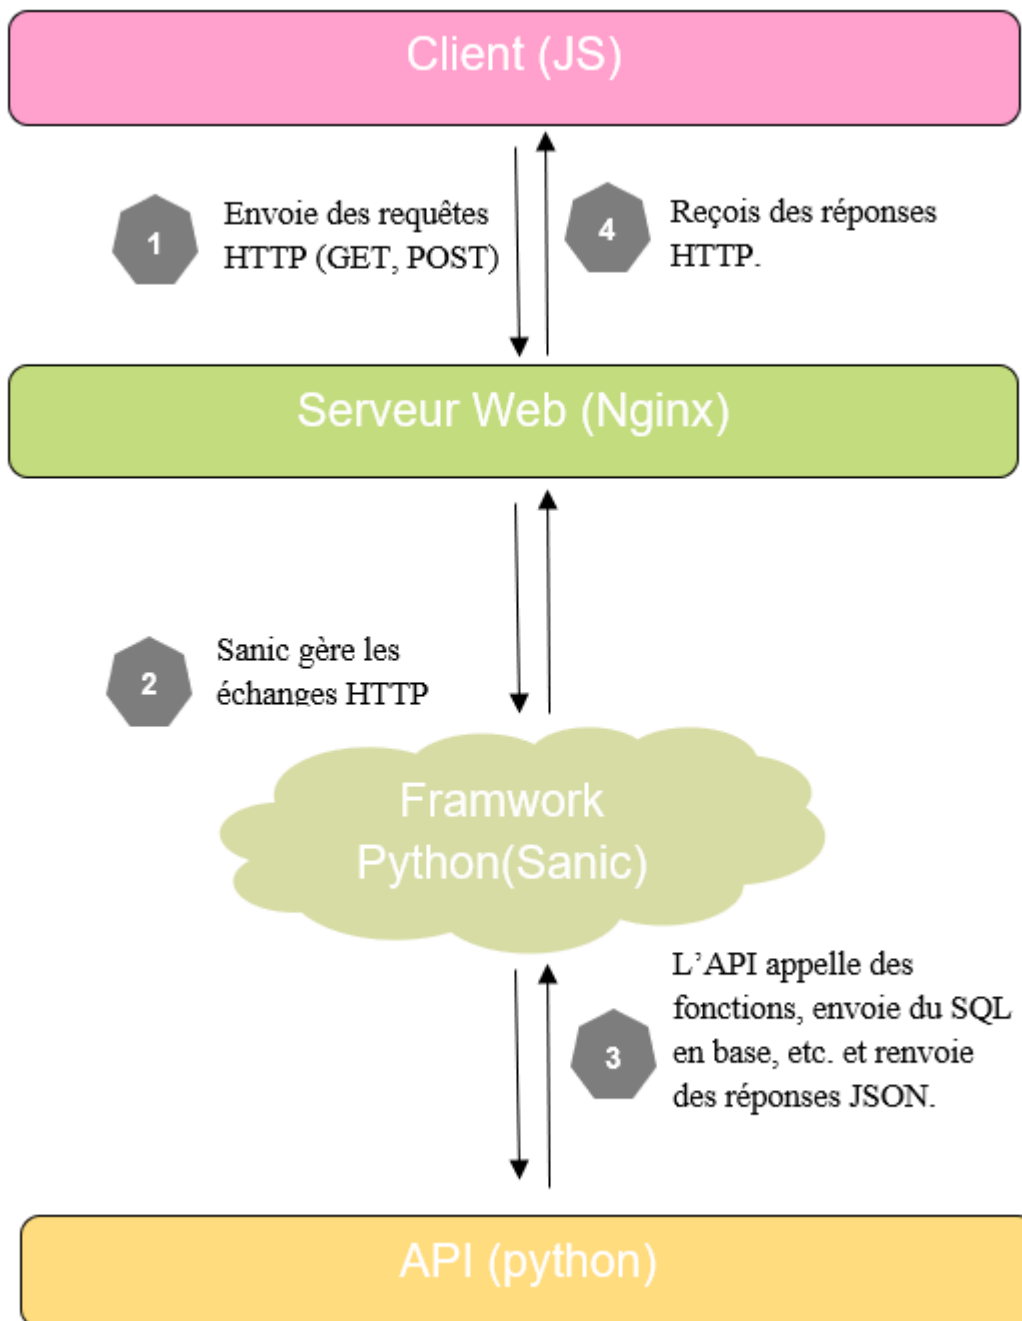 Client (JS)
1
Envoie des requêtes
HTTP (GET, POST)
4
Reçois des réponses
HTTP.
Serveur Web (Nginx)
2
Sanic gère les
échanges HTTP
Framwork
Python(Sanic)
3
L’API appelle des
fonctions, envoie du SQL
en base, etc. et renvoie
des réponses JSON.
API (python)